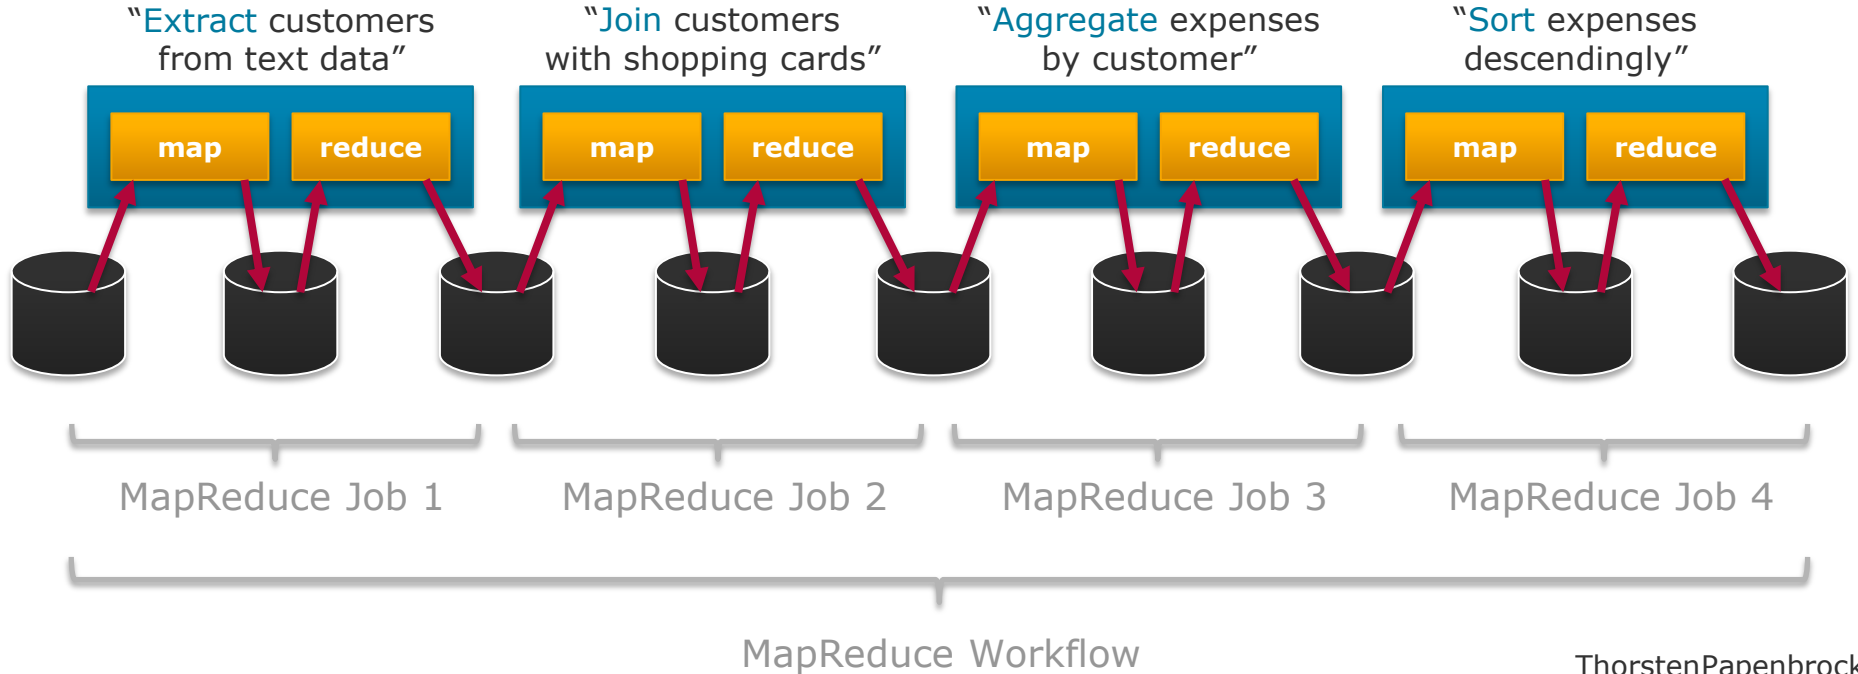 “Extract customers
from text data”
“Join customers
with shopping cards”
“Aggregate expenses
by customer”
“Sort expenses
descendingly”
map
reduce
map
reduce
map
reduce
map
reduce
MapReduce Job 1
MapReduce Job 2
MapReduce Job 3
MapReduce Job 4
MapReduce Workflow
ThorstenPapenbrock